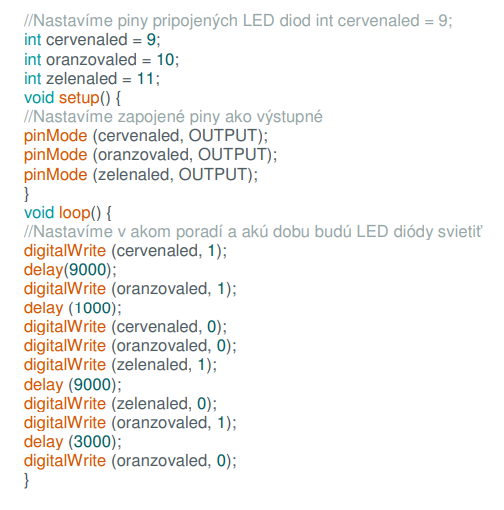 //Nastavíme piny pripojených LED diod int cervenaled = 9;
int cervenaled = 9;
int oranzovaled = 10;
int zelenaled = 11;
void setup() {
//Nastavíme zapojené piny ako výstupné
pinMode (cervenaled, OUTPUT);
pinMode (oranzovaled, OUTPUT);
pinMode (zelenaled, OUTPUT);
}
void loop() {
//Nastavíme v akom poradí a akú dobu budú LED diódy svietiť
digitalWrite (cervenaled, 1);
delay(9000);
digitalWrite (oranzovaled, 1);
delay (1000);
digitalWrite (cervenaled, 0);
digitalWrite (oranzovaled, 0);
digitalWrite (zelenaled, 1);
delay (9000);
digitalWrite (zelenaled, 0);
digitalWrite (oranzovaled, 1);
delay (3000);
digitalWrite (oranzovaled, 0);
}